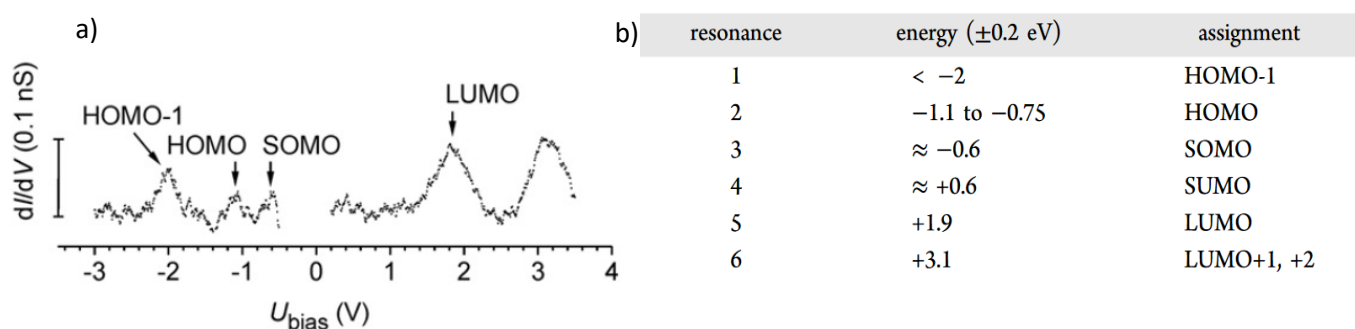 a)
dI/dV (0.1 nS)
HOMO-1
HOMO
SOMO
LUMO
-3 -2 -1 0 1 2 3 4
Ubias (V)
b)
resonance energy (±0.2 eV) assignment
1 < −2 HOMO-1
2 −1.1 to −0.75 HOMO
3 ≈ −0.6 SOMO
4 ≈ +0.6 SUMO
5 +1.9 LUMO
6 +3.1 LUMO+1, +2